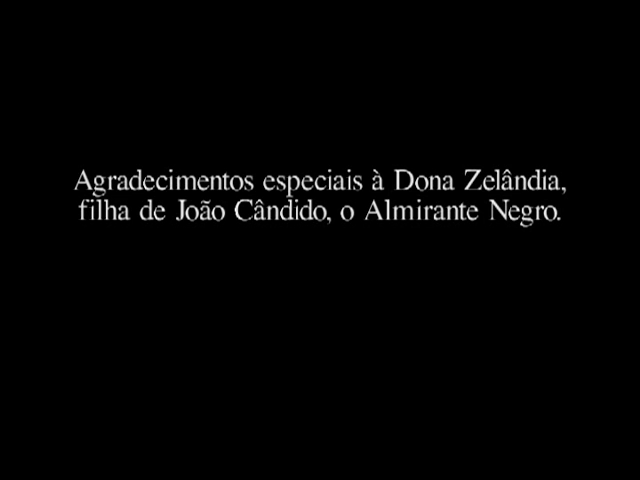 Agradecimentos especiais à Dona Zelândia,
filha de João Cândido, o Almirante Negro.